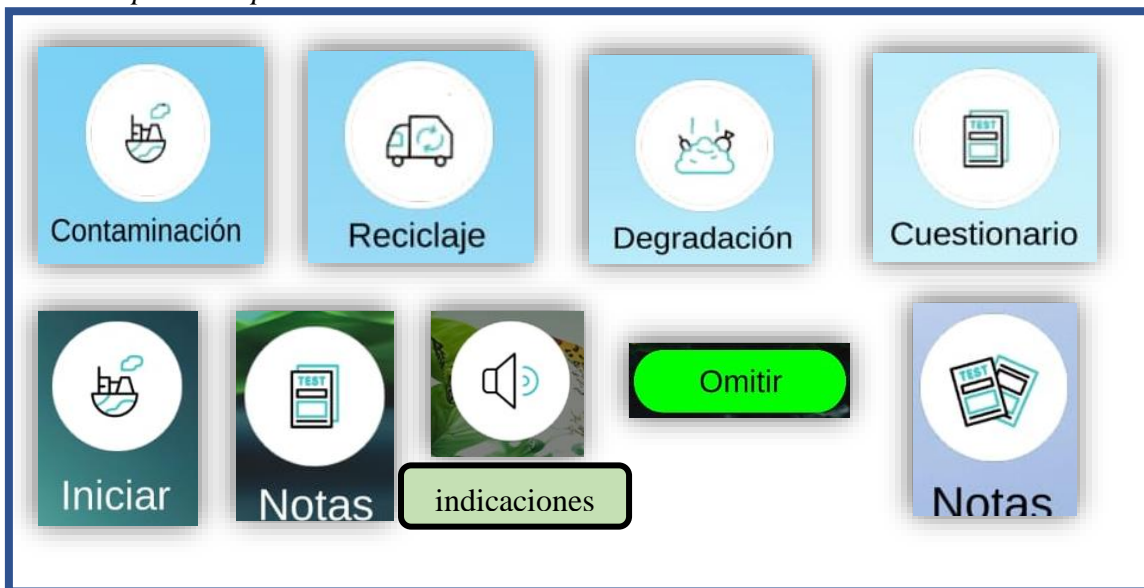 Contaminación
Reciclaje
Degradación
Cuestionario
TEST
Iniciar
TEST
Notas
indicaciones
Omitir
TEST
Notas